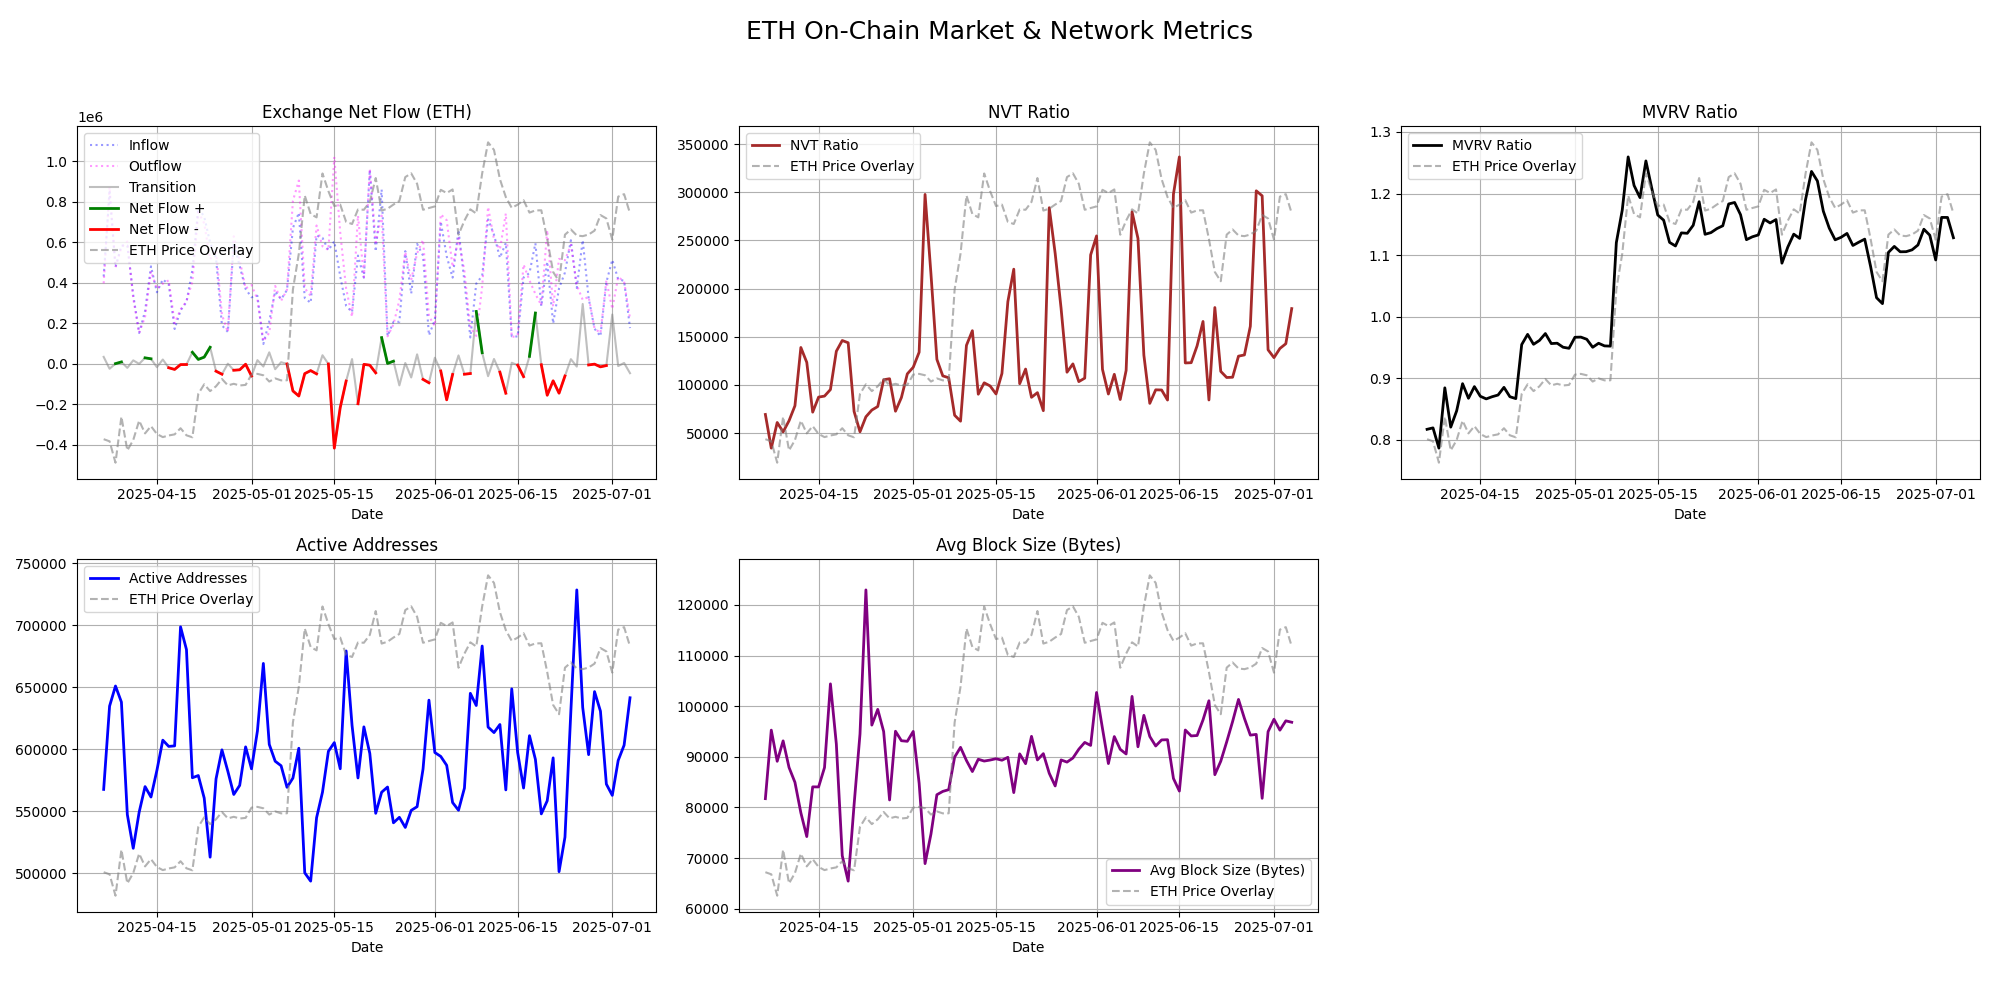 ETH On-Chain Market & Network Metrics
Exchange Net Flow (ETH)
1e6
Inflow
Outflow
Transition
Net Flow +
Net Flow -
ETH Price Overlay
1.0
0.8
0.6
0.4
0.2
0.0
−0.2
−0.4
2025-04-15
2025-05-01
2025-05-15
2025-06-01
2025-06-15
2025-07-01
Date
NVT Ratio
NVT Ratio
ETH Price Overlay
350000
300000
250000
200000
150000
100000
50000
2025-04-15
2025-05-01
2025-05-15
2025-06-01
2025-06-15
2025-07-01
Date
MVRV Ratio
MVRV Ratio
ETH Price Overlay
1.3
1.2
1.1
1.0
0.9
0.8
2025-04-15
2025-05-01
2025-05-15
2025-06-01
2025-06-15
2025-07-01
Date
Active Addresses
Active Addresses
ETH Price Overlay
750000
700000
650000
600000
550000
500000
2025-04-15
2025-05-01
2025-05-15
2025-06-01
2025-06-15
2025-07-01
Date
Avg Block Size (Bytes)
120000
110000
100000
90000
80000
70000
60000
Avg Block Size (Bytes)
ETH Price Overlay
2025-04-15
2025-05-01
2025-05-15
2025-06-01
2025-06-15
2025-07-01
Date